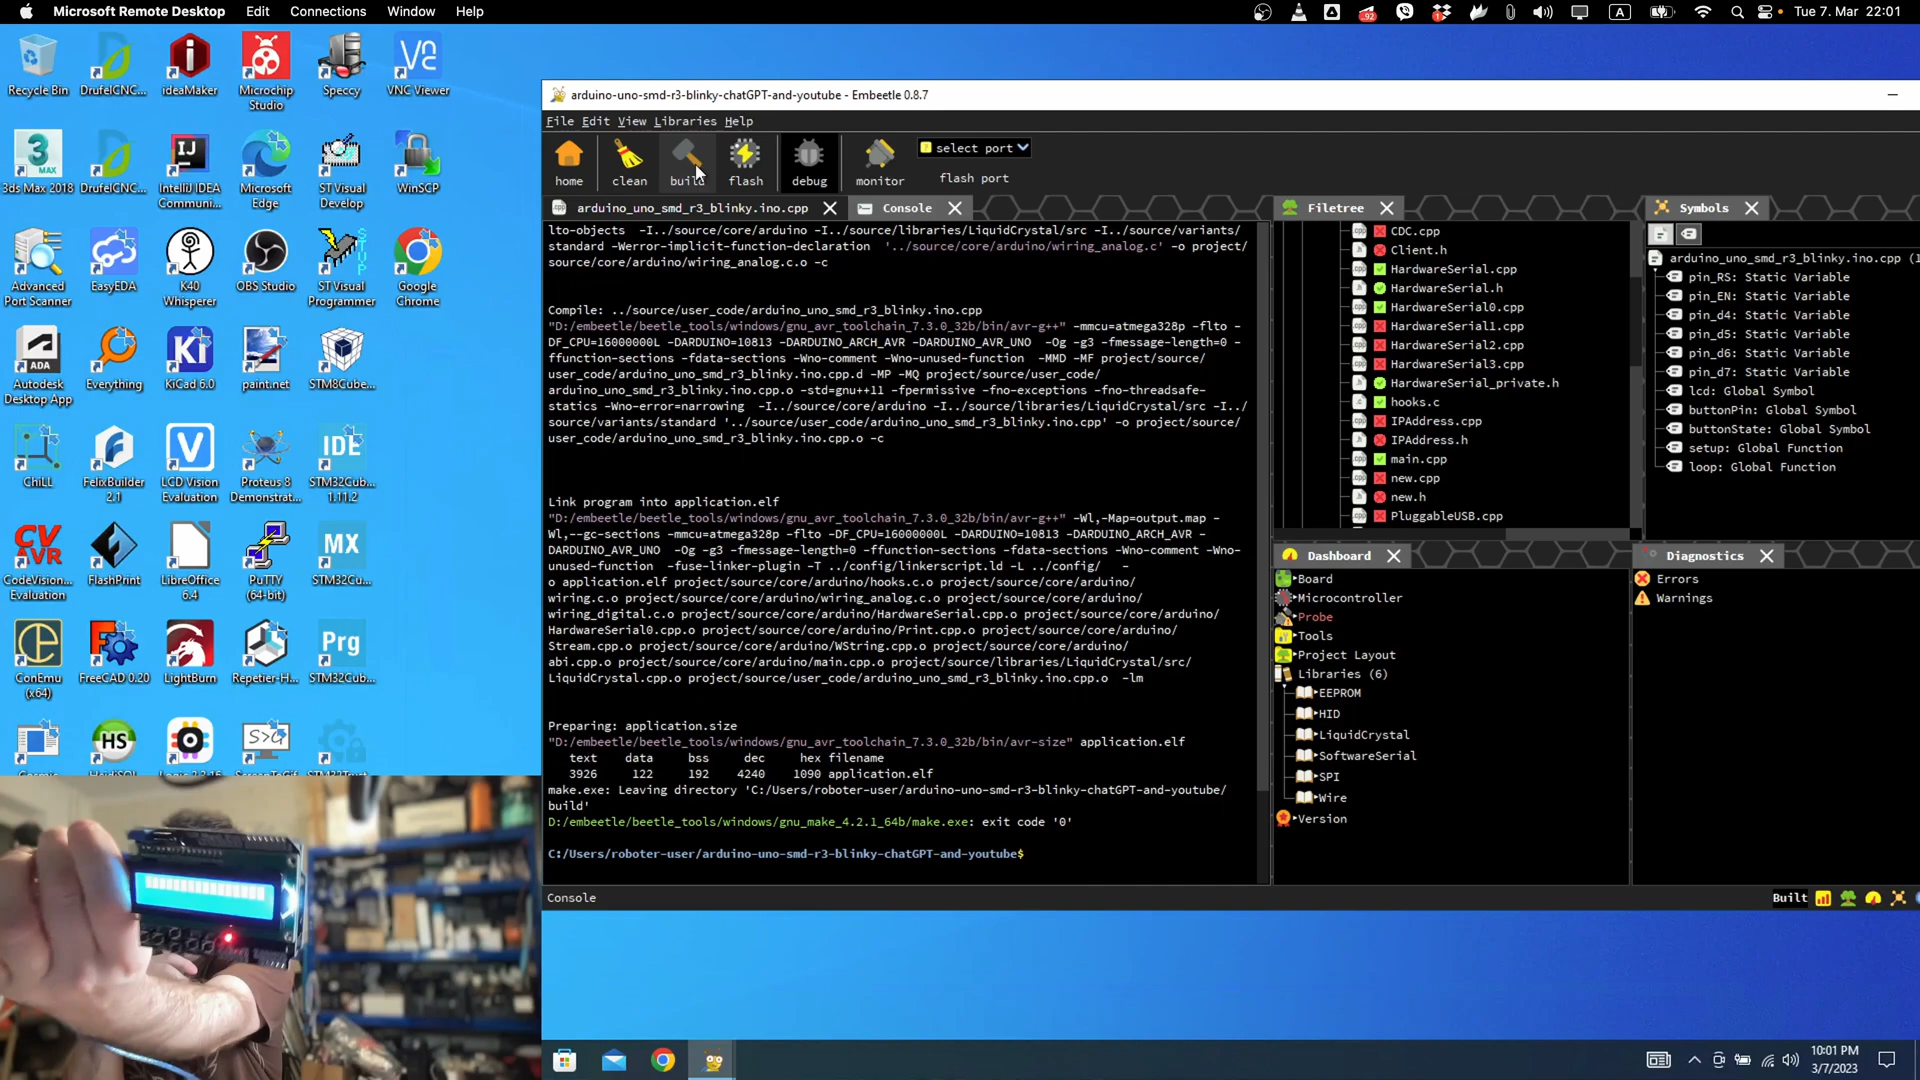 Microsoft Remote Desktop Edit Connections Window Help
92
1
A
Tue 7. Mar 22:01
Recycle Bin
DrufelCNC...
ideaMaker
Microchip Studio
Speccy
VNC Viewer
3ds Max 2018
DrufelCNC...
IntelliJ IDEA Communi...
Microsoft Edge
ST Visual Develop
WinSCP
Advanced Port Scanner
EasyEDA
K40 Whisperer
OBS Studio
ST Visual Programmer
Google Chrome
Autodesk Desktop App
Everything
KiCad 6.0
paint.net
STM8Cube...
ChiLL
FelixBuilder 2.1
LCD Vision Evaluation
Proteus 8 Demonstrat...
STM32Cub... 1.11.2
CodeVision... Evaluation
FlashPrint
LibreOffice 6.4
PuTTY (64-bit)
STM32Cu...
ConEmu (x64)
FreeCAD 0.20
LightBurn
Repetier-H...
STM32Cub...
arduino-uno-smd-r3-blinky-chatGPT-and-youtube - Embeetle 0.8.7
File Edit View Libraries Help
home
clean
build
flash
debug
monitor
select port
flash port
arduino_uno_smd_r3_blinky.ino.cpp
Console
lto-objects -I../source/core/arduino -I../source/libraries/LiquidCrystal/src -I../source/variants/
standard -Werror-implicit-function-declaration '../source/core/arduino/wiring_analog.c' -o project/
source/core/arduino/wiring_analog.c.o -c
Compile: ../source/user_code/arduino_uno_smd_r3_blinky.ino.cpp
"D:/embeetle/beetle_tools/windows/gnu_avr_toolchain_7.3.0_32b/bin/avr-g++" -mmcu=atmega328p -flto -
DF_CPU=16000000L -DARDUINO=10813 -DARDUINO_ARCH_AVR -DARDUINO_AVR_UNO -Og -g3 -fmessage-length=0 -
ffunction-sections -fdata-sections -Wno-comment -Wno-unused-function -MMD -MF project/source/
user_code/arduino_uno_smd_r3_blinky.ino.cpp.d -MP -MQ project/source/user_code/
arduino_uno_smd_r3_blinky.ino.cpp.o -std=gnu++11 -fpermissive -fno-exceptions -fno-threadsafe-
statics -Wno-error=narrowing -I../source/core/arduino -I../source/libraries/LiquidCrystal/src -I../
source/variants/standard '../source/user_code/arduino_uno_smd_r3_blinky.ino.cpp' -o project/source/
user_code/arduino_uno_smd_r3_blinky.ino.cpp.o -c
Link program into application.elf
"D:/embeetle/beetle_tools/windows/gnu_avr_toolchain_7.3.0_32b/bin/avr-g++" -Wl,-Map=output.map -
Wl,--gc-sections -mmcu=atmega328p -flto -DF_CPU=16000000L -DARDUINO=10813 -DARDUINO_ARCH_AVR -
DARDUINO_AVR_UNO -Og -g3 -fmessage-length=0 -ffunction-sections -fdata-sections -Wno-comment -Wno-
unused-function -fuse-linker-plugin -T ../config/linkerscript.ld -L ../config/ -
o application.elf project/source/core/arduino/hooks.c.o project/source/core/arduino/
wiring.c.o project/source/core/arduino/wiring_analog.c.o project/source/core/arduino/
wiring_digital.c.o project/source/core/arduino/HardwareSerial.cpp.o project/source/core/arduino/
HardwareSerial0.cpp.o project/source/core/arduino/Print.cpp.o project/source/core/arduino/
Stream.cpp.o project/source/core/arduino/WString.cpp.o project/source/core/arduino/
abi.cpp.o project/source/core/arduino/main.cpp.o project/source/libraries/LiquidCrystal/src/
LiquidCrystal.cpp.o project/source/user_code/arduino_uno_smd_r3_blinky.ino.cpp.o -lm
Preparing: application.size
"D:/embeetle/beetle_tools/windows/gnu_avr_toolchain_7.3.0_32b/bin/avr-size" application.elf
text data bss dec hex filename
3926 122 192 4240 1090 application.elf
make.exe: Leaving directory 'C:/Users/roboter-user/arduino-uno-smd-r3-blinky-chatGPT-and-youtube/
build'
D:/embeetle/beetle_tools/windows/gnu_make_4.2.1_64b/make.exe: exit code '0'
C:/Users/roboter-user/arduino-uno-smd-r3-blinky-chatGPT-and-youtube$
Console
Filetree
CDC.cpp
Client.h
HardwareSerial.cpp
HardwareSerial.h
HardwareSerial0.cpp
HardwareSerial1.cpp
HardwareSerial2.cpp
HardwareSerial3.cpp
HardwareSerial_private.h
hooks.c
IPAddress.cpp
IPAddress.h
main.cpp
new.cpp
new.h
PluggableUSB.cpp
Symbols
arduino_uno_smd_r3_blinky.ino.cpp (1
pin_RS: Static Variable
pin_EN: Static Variable
pin_d4: Static Variable
pin_d5: Static Variable
pin_d6: Static Variable
pin_d7: Static Variable
lcd: Global Symbol
buttonPin: Global Symbol
buttonState: Global Symbol
setup: Global Function
loop: Global Function
Dashboard
Board
Microcontroller
Probe
Tools
Project Layout
Libraries (6)
EEPROM
HID
LiquidCrystal
SoftwareSerial
SPI
Wire
Version
Diagnostics
Errors
Warnings
Built
10:01 PM
3/7/2023